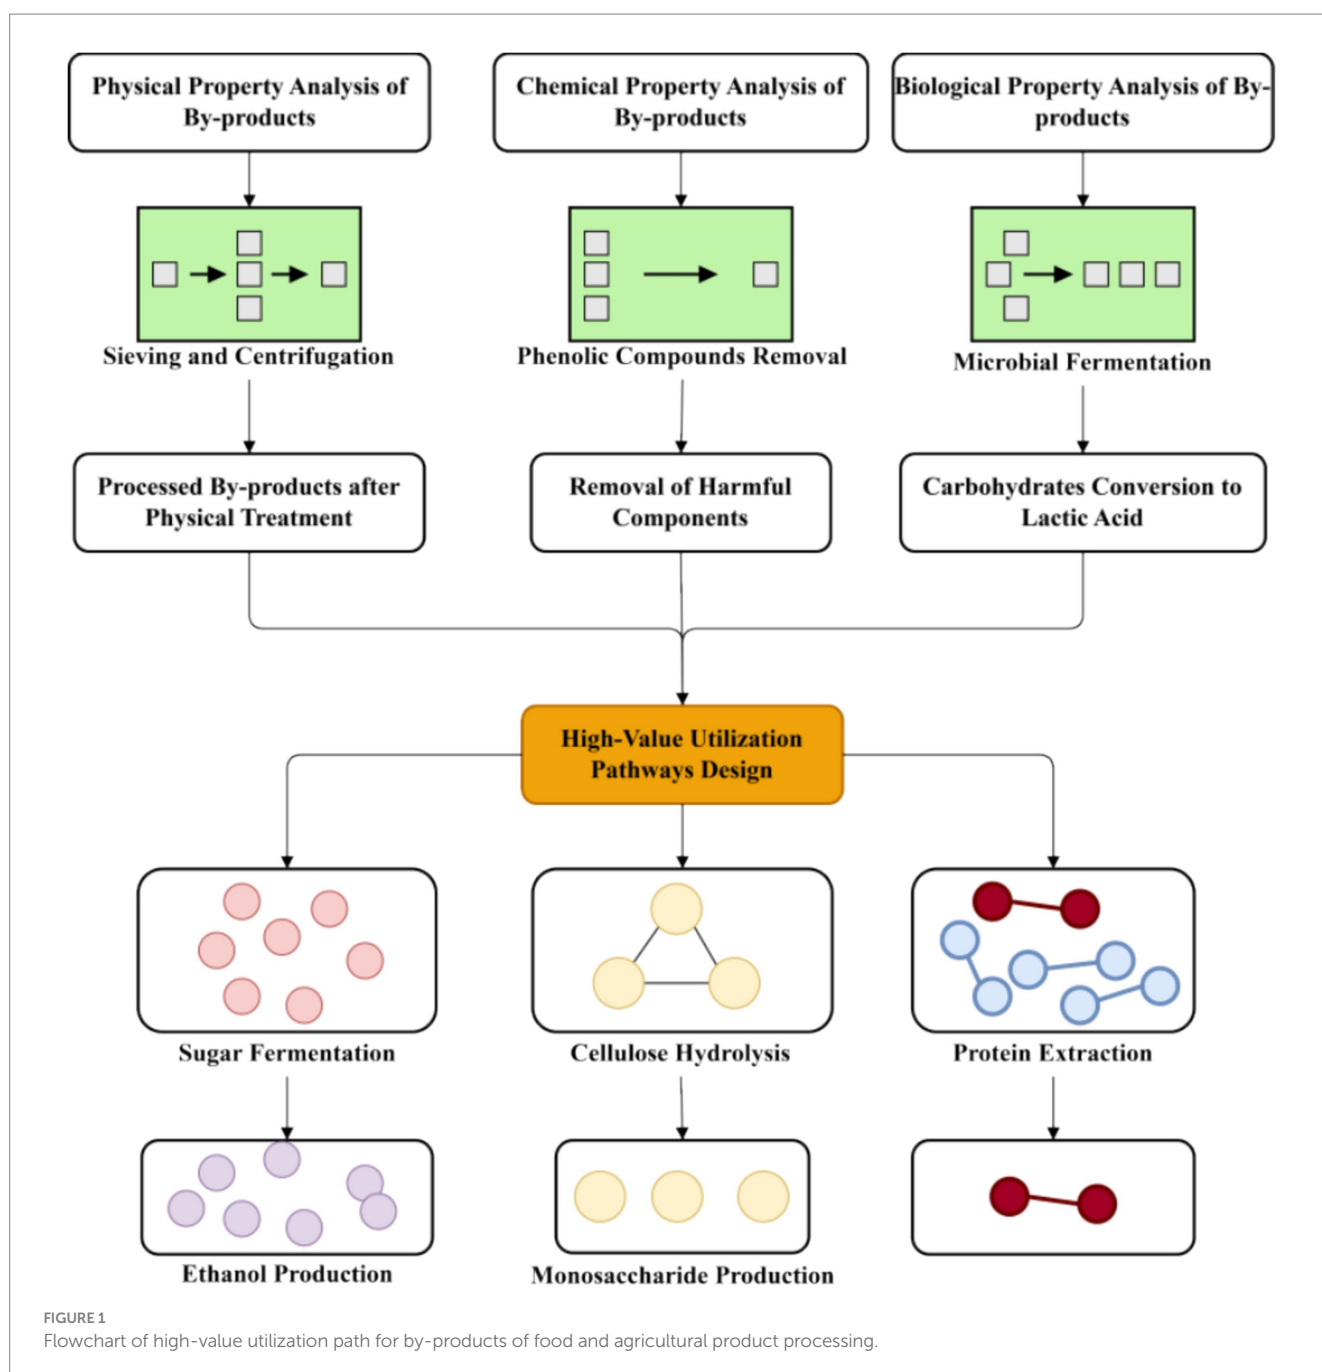 Physical Property Analysis of
By-products
Chemical Property Analysis of
By-products
Biological Property Analysis of By-
products
Sieving and Centrifugation
Phenolic Compounds Removal
Microbial Fermentation
Processed By-products after
Physical Treatment
Removal of Harmful
Components
Carbohydrates Conversion to
Lactic Acid
High-Value Utilization
Pathways Design
Sugar Fermentation
Cellulose Hydrolysis
Protein Extraction
Ethanol Production
Monosaccharide Production
FIGURE 1
Flowchart of high-value utilization path for by-products of food and agricultural product processing.